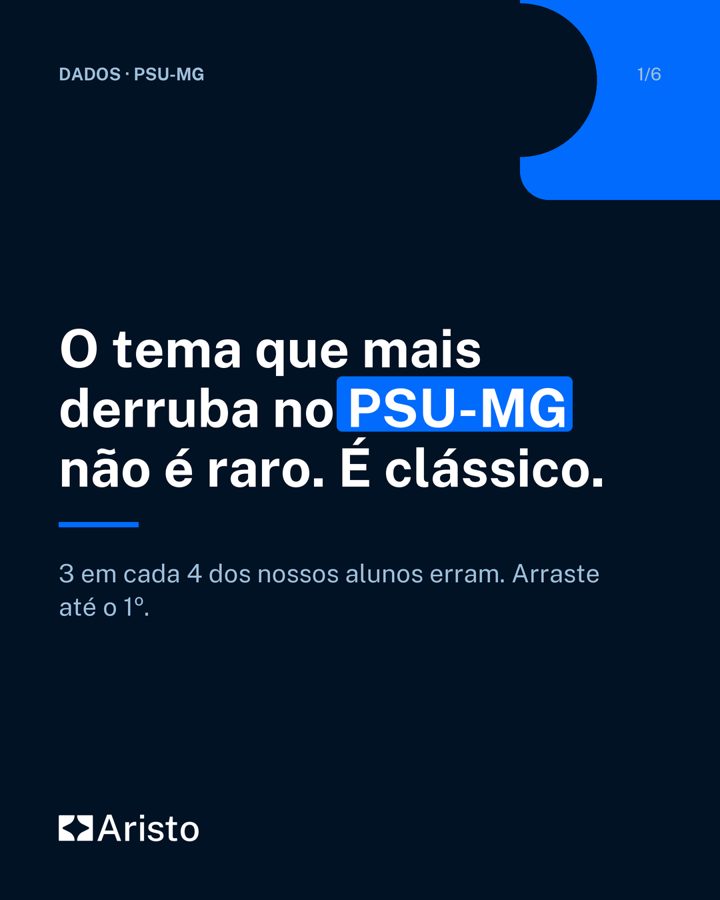 DADOS · PSU-MG
1/6
O tema que mais
derruba no PSU-MG
não é raro. É clássico.
3 em cada 4 dos nossos alunos erram. Arraste
até o 1º.
Aristo